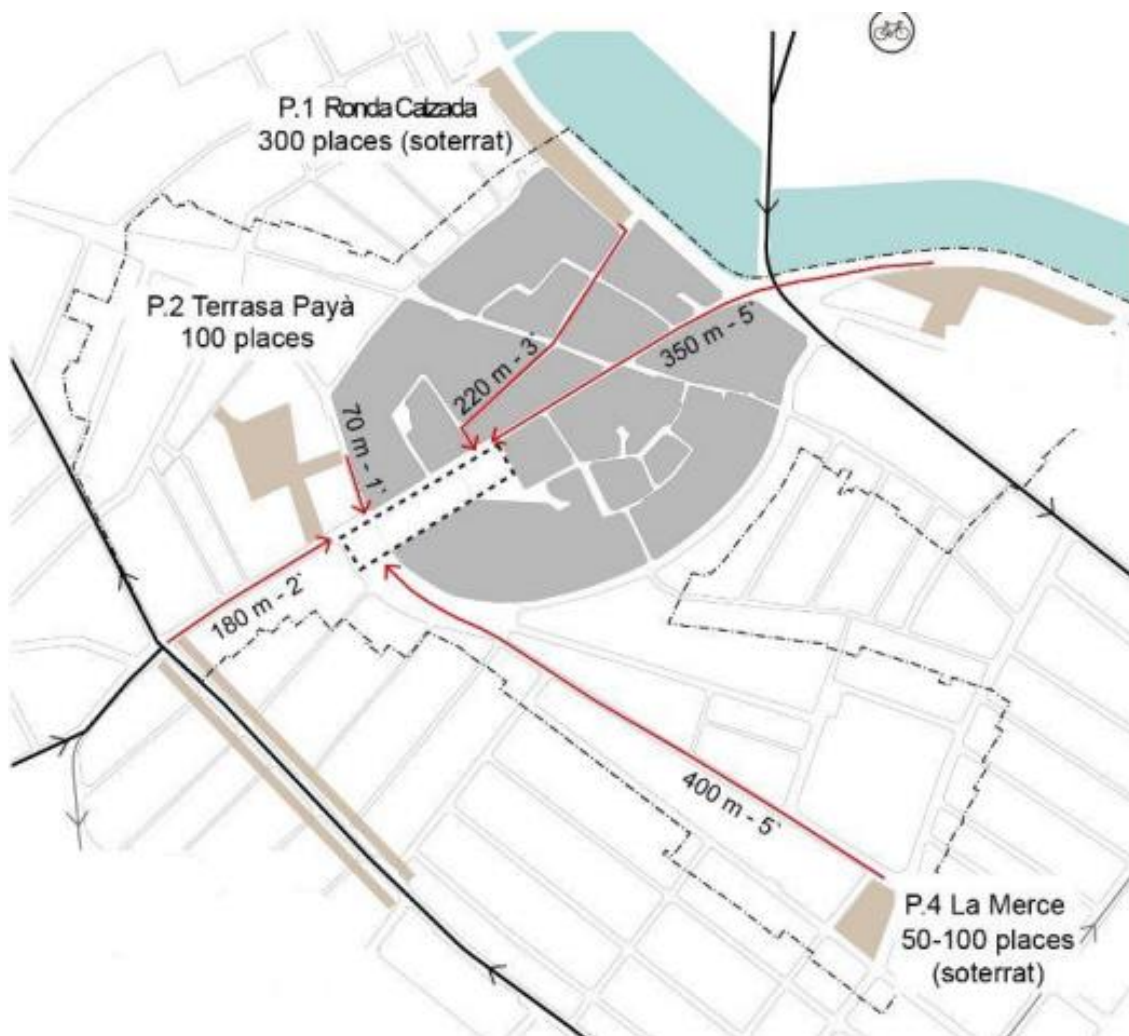 P.1 Ronda Calzada
300 places (soterrat)
P.2 Terrasa Payà
100 places
220 m - 3`
350 m - 5`
70 m - 1`
180 m - 2`
400 m - 5`
P.4 La Merce
50-100 places
(soterrat)